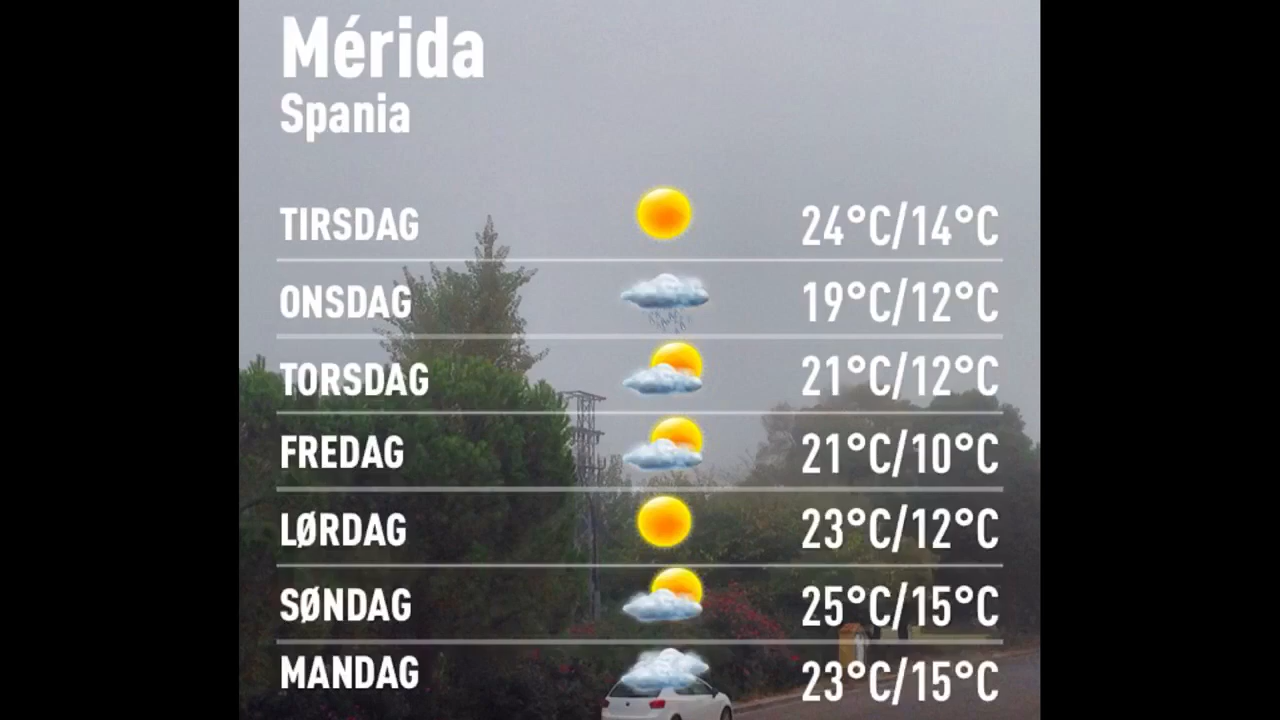 Mérida
Spania
TIRSDAG 24°C/14°C
ONSDAG 19°C/12°C
TORSDAG 21°C/12°C
FREDAG 21°C/10°C
LØRDAG 23°C/12°C
SØNDAG 25°C/15°C
MANDAG 23°C/15°C